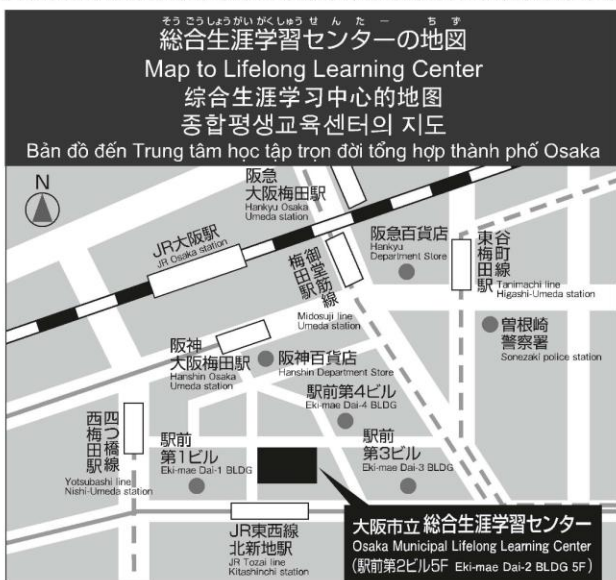 そうごうしょうがいがくしゅうせんたー ちず
総合生涯学習センターの地図
Map to Lifelong Learning Center
综合生涯学习中心的地图
종합평생교육센터의 지도
Bản đồ đến Trung tâm học tập trọn đời tổng hợp thành phố Osaka
N
阪急
大阪梅田駅
Hankyu Osaka
Umeda station
JR大阪駅
JR Osaka station
御堂筋線
梅田駅
Midosuji line
Umeda station
阪急百貨店
Hankyu
Department Store
谷町線
東梅田駅
Tanimachi line
Higashi-Umeda station
曽根崎
警察署
Sonezaki police station
阪神
大阪梅田駅
Hanshin Osaka
Umeda station
阪神百貨店
Hanshin Department Store
駅前第4ビル
Eki-mae Dai-4 BLDG
四つ橋線
西梅田駅
Yotsubashi line
Nishi-Umeda station
駅前
第1ビル
Eki-mae Dai-1 BLDG
駅前
第3ビル
Eki-mae Dai-3 BLDG
JR東西線
北新地駅
JR Tozai line
Kitashinchi station
大阪市立 総合生涯学習センター
Osaka Municipal Lifelong Learning Center
(駅前第2ビル5F Eki-mae Dai-2 BLDG 5F)